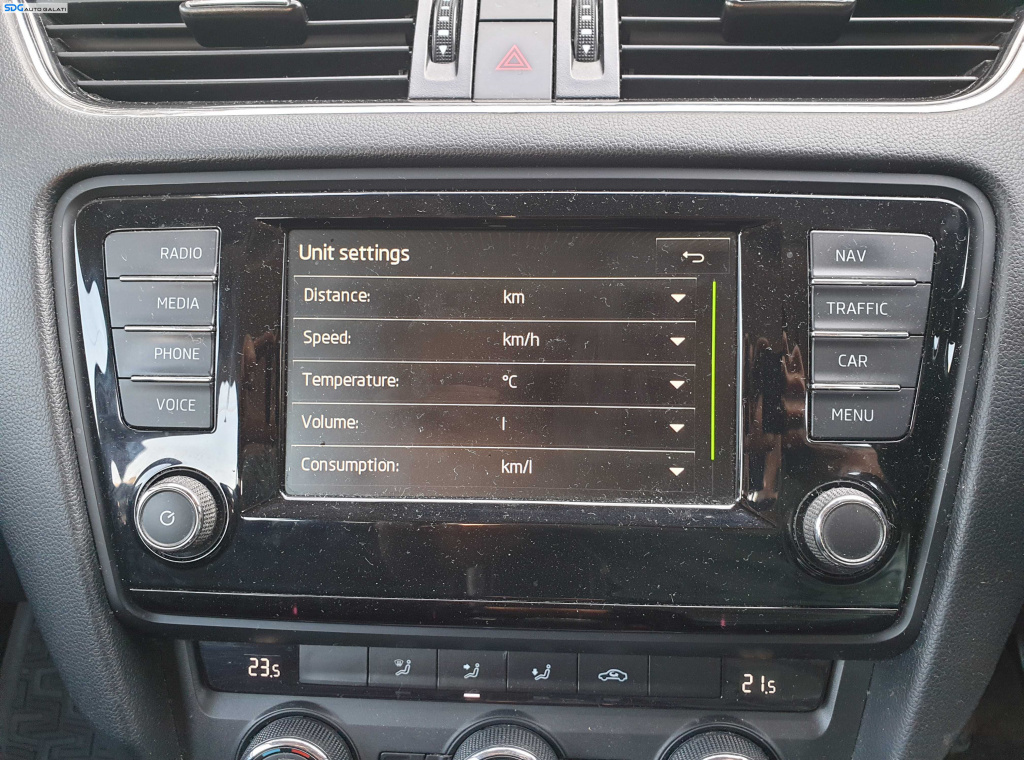 SDG AUTO GALATI
RADIO
MEDIA
PHONE
VOICE
Unit settings
Distance: km
Speed: km/h
Temperature: °C
Volume: l
Consumption: km/l
NAV
TRAFFIC
CAR
MENU
23.5
21.5